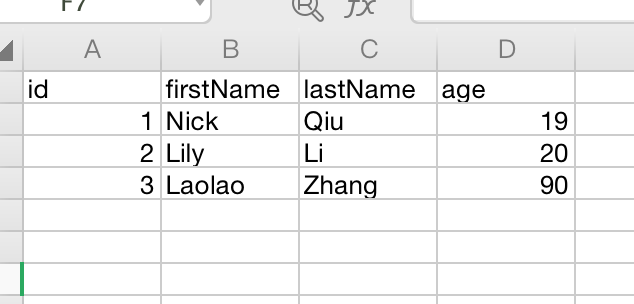 F7 fx
A B C D
id firstName lastName age
1 Nick Qiu 19
2 Lily Li 20
3 Laolao Zhang 90